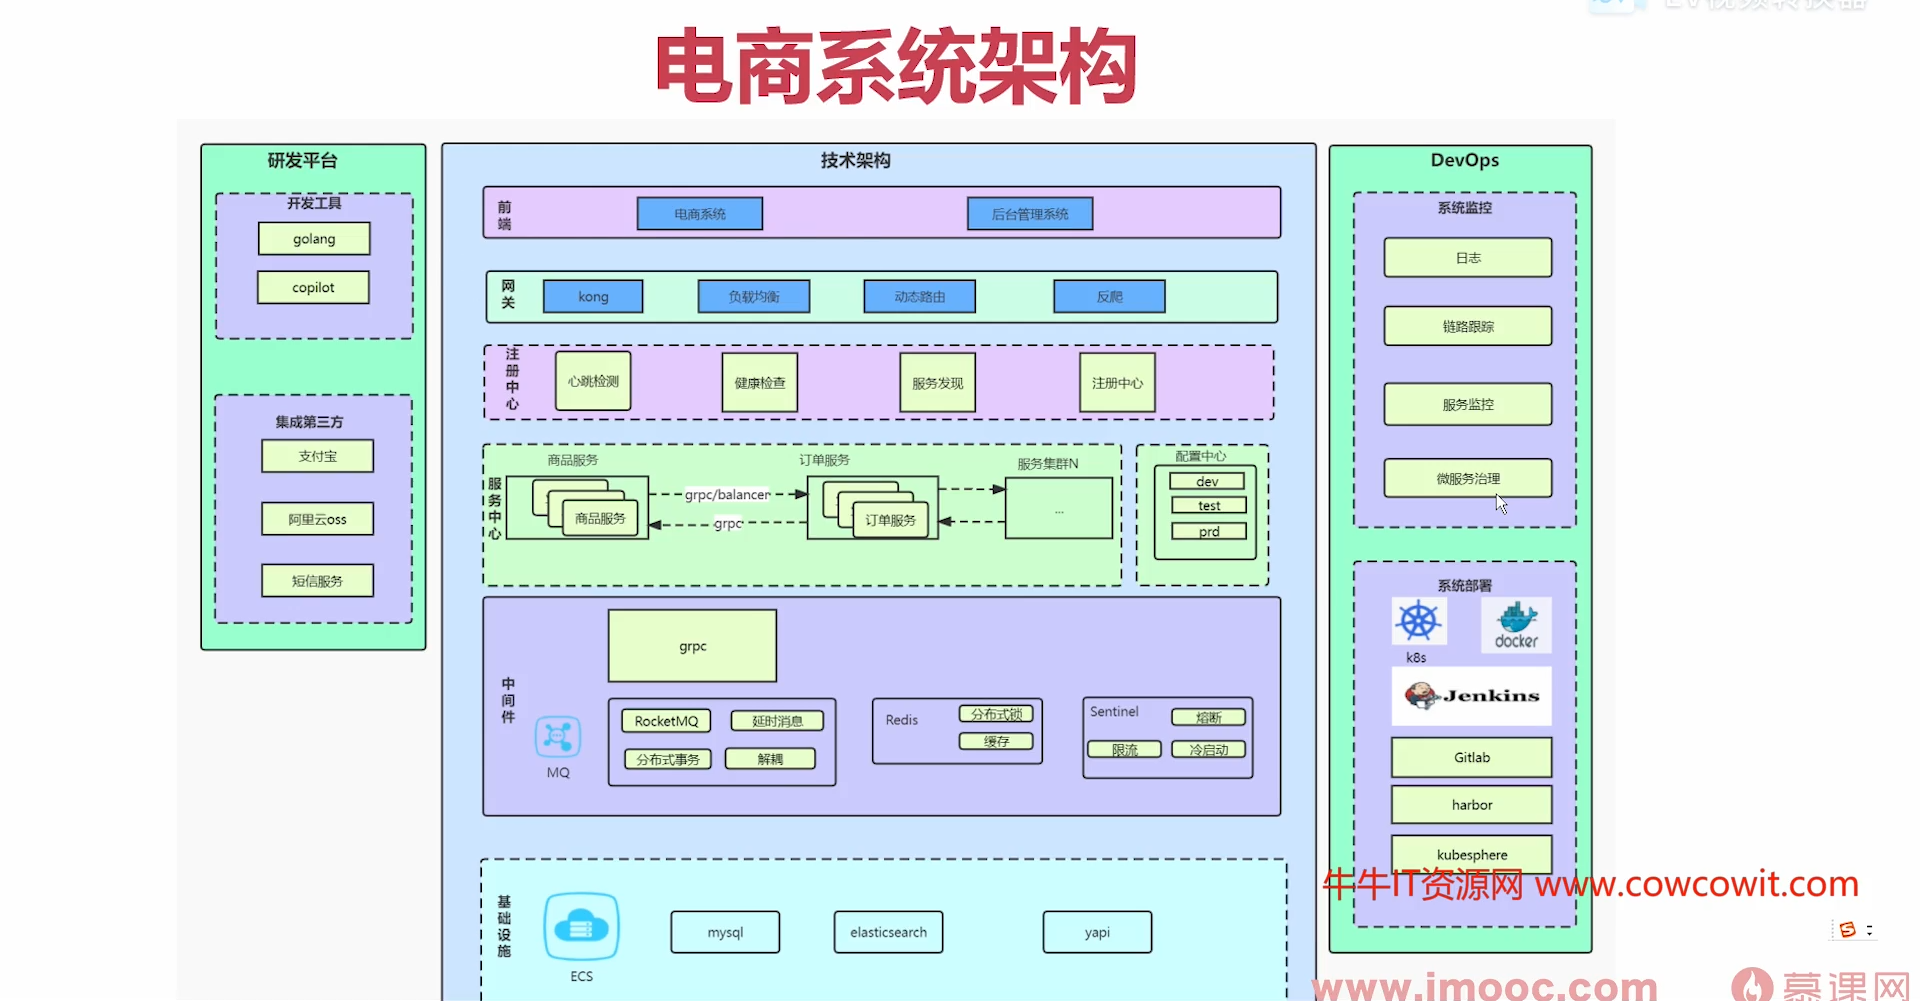 电商系统架构
研发平台
开发工具
golang
copilot
集成第三方
支付宝
阿里云oss
短信服务
技术架构
前端
电商系统
后台管理系统
网关
kong
负载均衡
动态路由
反爬
注册中心
心跳检测
健康检查
服务发现
注册中心
服务中心
商品服务
商品服务
grpc/balancer
grpc
订单服务
订单服务
服务集群N
...
配置中心
dev
test
prd
中间件
grpc
MQ
RocketMQ
延时消息
分布式事务
解耦
Redis
分布式锁
缓存
Sentinel
熔断
限流
冷启动
基础设施
ECS
mysql
elasticsearch
yapi
DevOps
系统监控
日志
链路跟踪
服务监控
微服务治理
系统部署
k8s
docker
Jenkins
Gitlab
harbor
kubesphere
牛牛IT资源网 www.cowcowit.com
www.imooc.com
慕课网